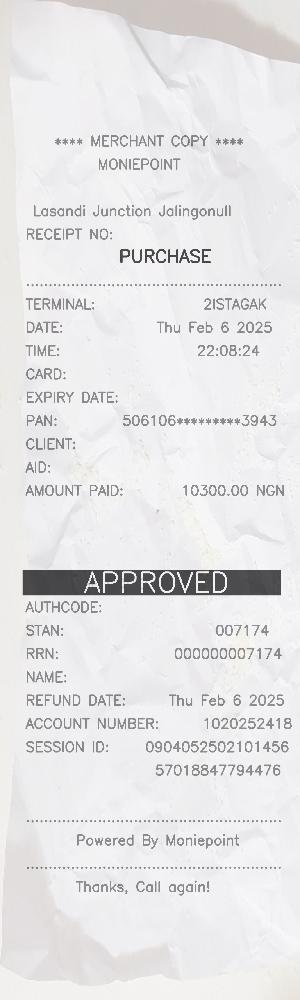 **** MERCHANT COPY ****
MONIEPOINT
Lasandi Junction Jalingonull
RECEIPT NO:
PURCHASE
TERMINAL: 2ISTAGAK
DATE: Thu Feb 6 2025
TIME: 22:08:24
CARD:
EXPIRY DATE:
PAN: 506106*********3943
CLIENT:
AID:
AMOUNT PAID: 10300.00 NGN
APPROVED
AUTHCODE:
STAN: 007174
RRN: 000000007174
NAME:
REFUND DATE: Thu Feb 6 2025
ACCOUNT NUMBER: 1020252418
SESSION ID: 0904052502101456
57018847794476
Powered By Moniepoint
Thanks, Call again!